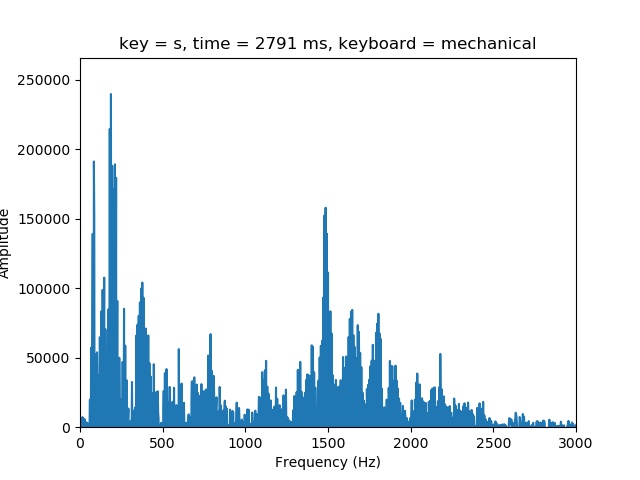 key = s, time = 2791 ms, keyboard = mechanical
250000
200000
150000
100000
50000
0
Amplitude
0 500 1000 1500 2000 2500 3000
Frequency (Hz)